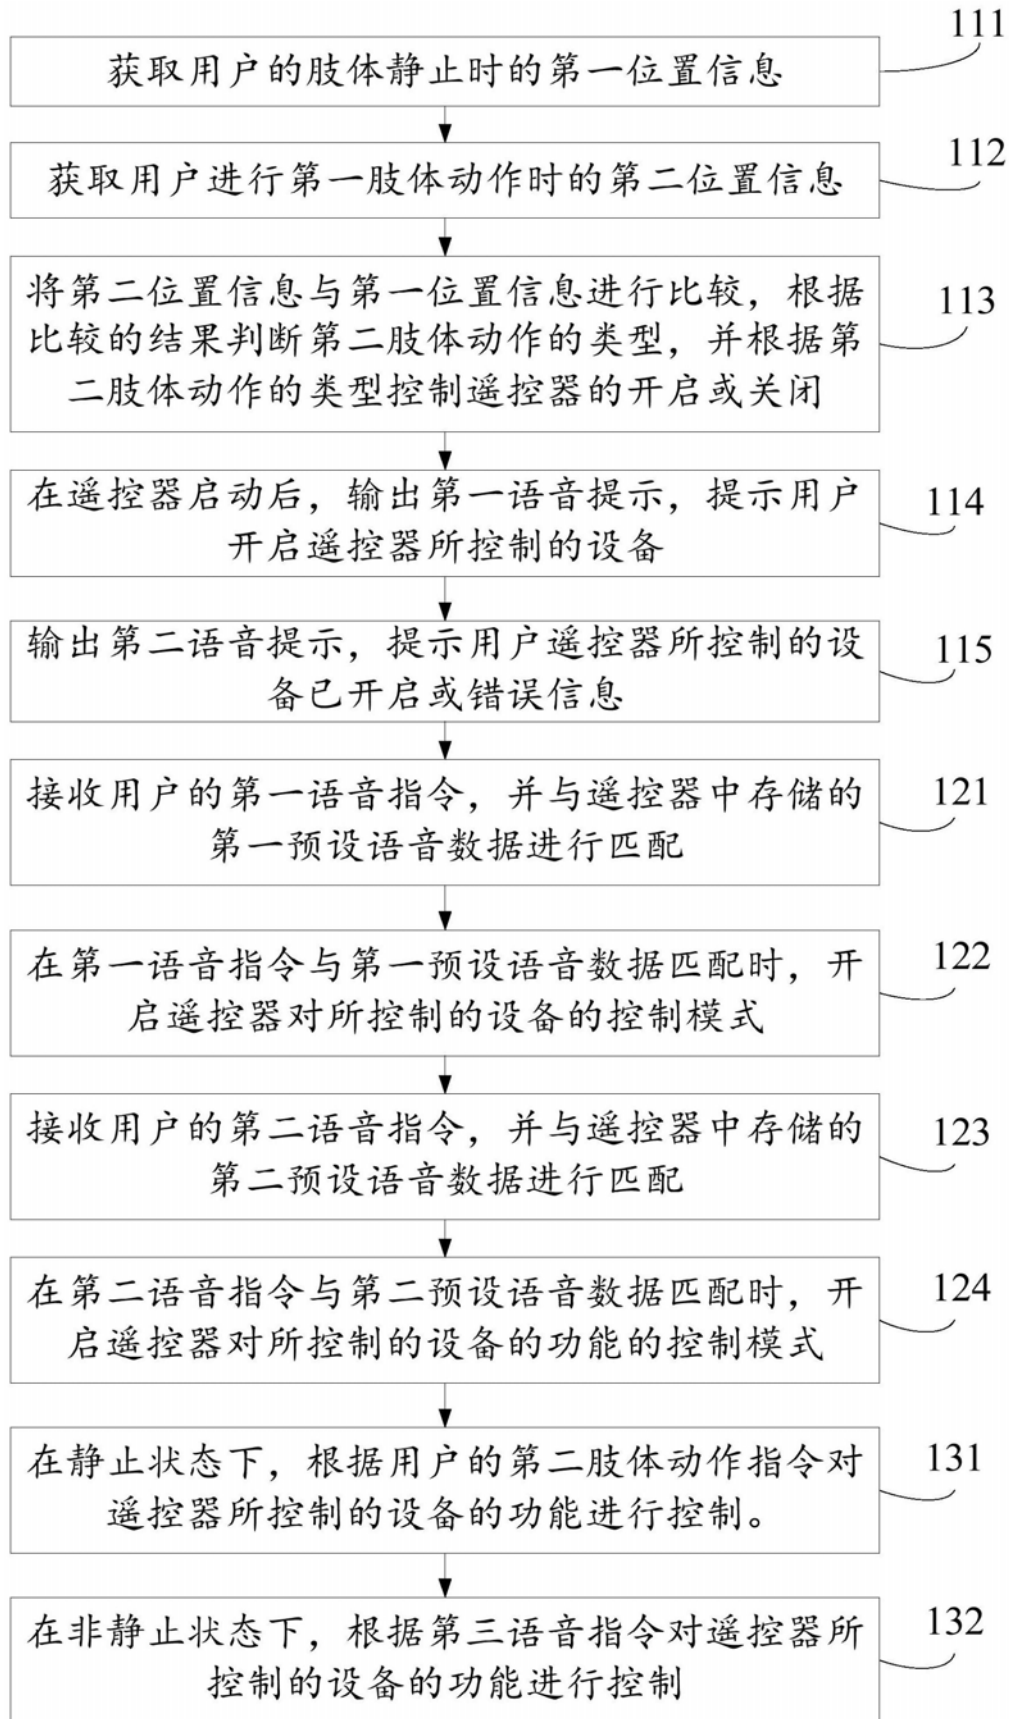 111
获取用户的肢体静止时的第一位置信息
112
获取用户进行第一肢体动作时的第二位置信息
113
将第二位置信息与第一位置信息进行比较，根据
比较的结果判断第二肢体动作的类型，并根据第
二肢体动作的类型控制遥控器的开启或关闭
114
在遥控器启动后，输出第一语音提示，提示用户
开启遥控器所控制的设备
115
输出第二语音提示，提示用户遥控器所控制的设
备已开启或错误信息
121
接收用户的第一语音指令，并与遥控器中存储的
第一预设语音数据进行匹配
122
在第一语音指令与第一预设语音数据匹配时，开
启遥控器对所控制的设备的控制模式
123
接收用户的第二语音指令，并与遥控器中存储的
第二预设语音数据进行匹配
124
在第二语音指令与第二预设语音数据匹配时，开
启遥控器对所控制的设备的功能的控制模式
131
在静止状态下，根据用户的第二肢体动作指令对
遥控器所控制的设备的功能进行控制。
132
在非静止状态下，根据第三语音指令对遥控器所
控制的设备的功能进行控制